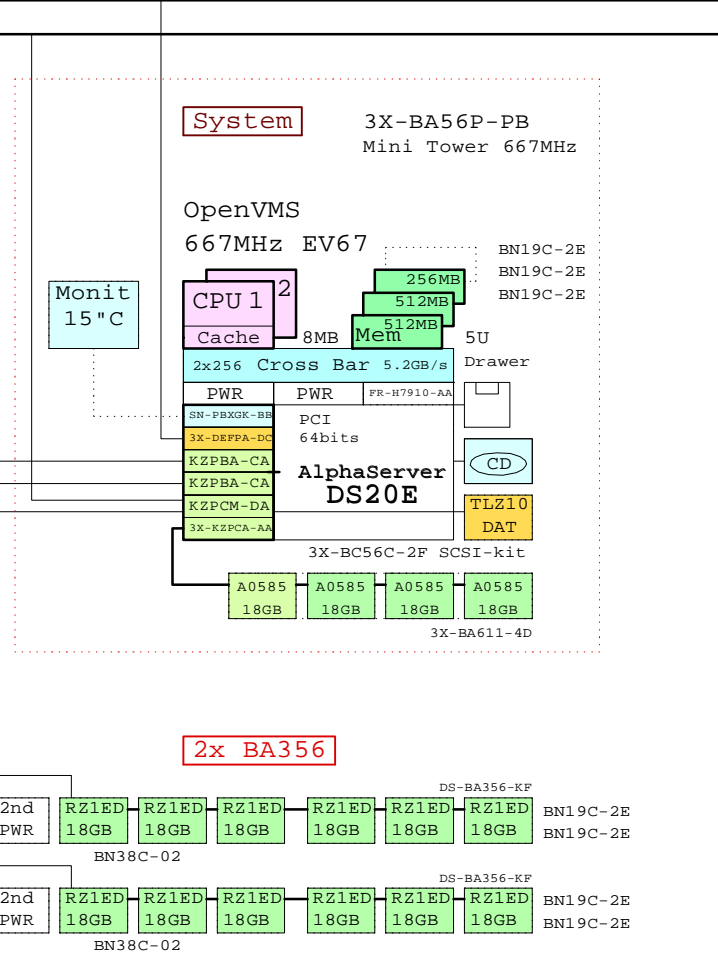 System
3X-BA56P-PB
Mini Tower 667MHz
OpenVMS
667MHz EV67
BN19C-2E
BN19C-2E
BN19C-2E
Monit
15"C
CPU 1
2
Cache
8MB
256MB
512MB
512MB
Mem
5U
Drawer
2x256 Cross Bar 5.2GB/s
PWR
PWR
FR-H7910-AA
SN-PBXGK-BB
3X-DEFPA-DC
KZPBA-CA
KZPBA-CA
KZPCM-DA
3X-KZPCA-AA
PCI
64bits
AlphaServer
DS20E
CD
TLZ10
DAT
3X-BC56C-2F SCSI-kit
A0585
18GB
A0585
18GB
A0585
18GB
A0585
18GB
3X-BA611-4D
2x BA356
DS-BA356-KF
2nd
PWR
RZ1ED
18GB
RZ1ED
18GB
RZ1ED
18GB
RZ1ED
18GB
RZ1ED
18GB
RZ1ED
18GB
BN19C-2E
BN19C-2E
BN38C-02
DS-BA356-KF
2nd
PWR
RZ1ED
18GB
RZ1ED
18GB
RZ1ED
18GB
RZ1ED
18GB
RZ1ED
18GB
RZ1ED
18GB
BN19C-2E
BN19C-2E
BN38C-02